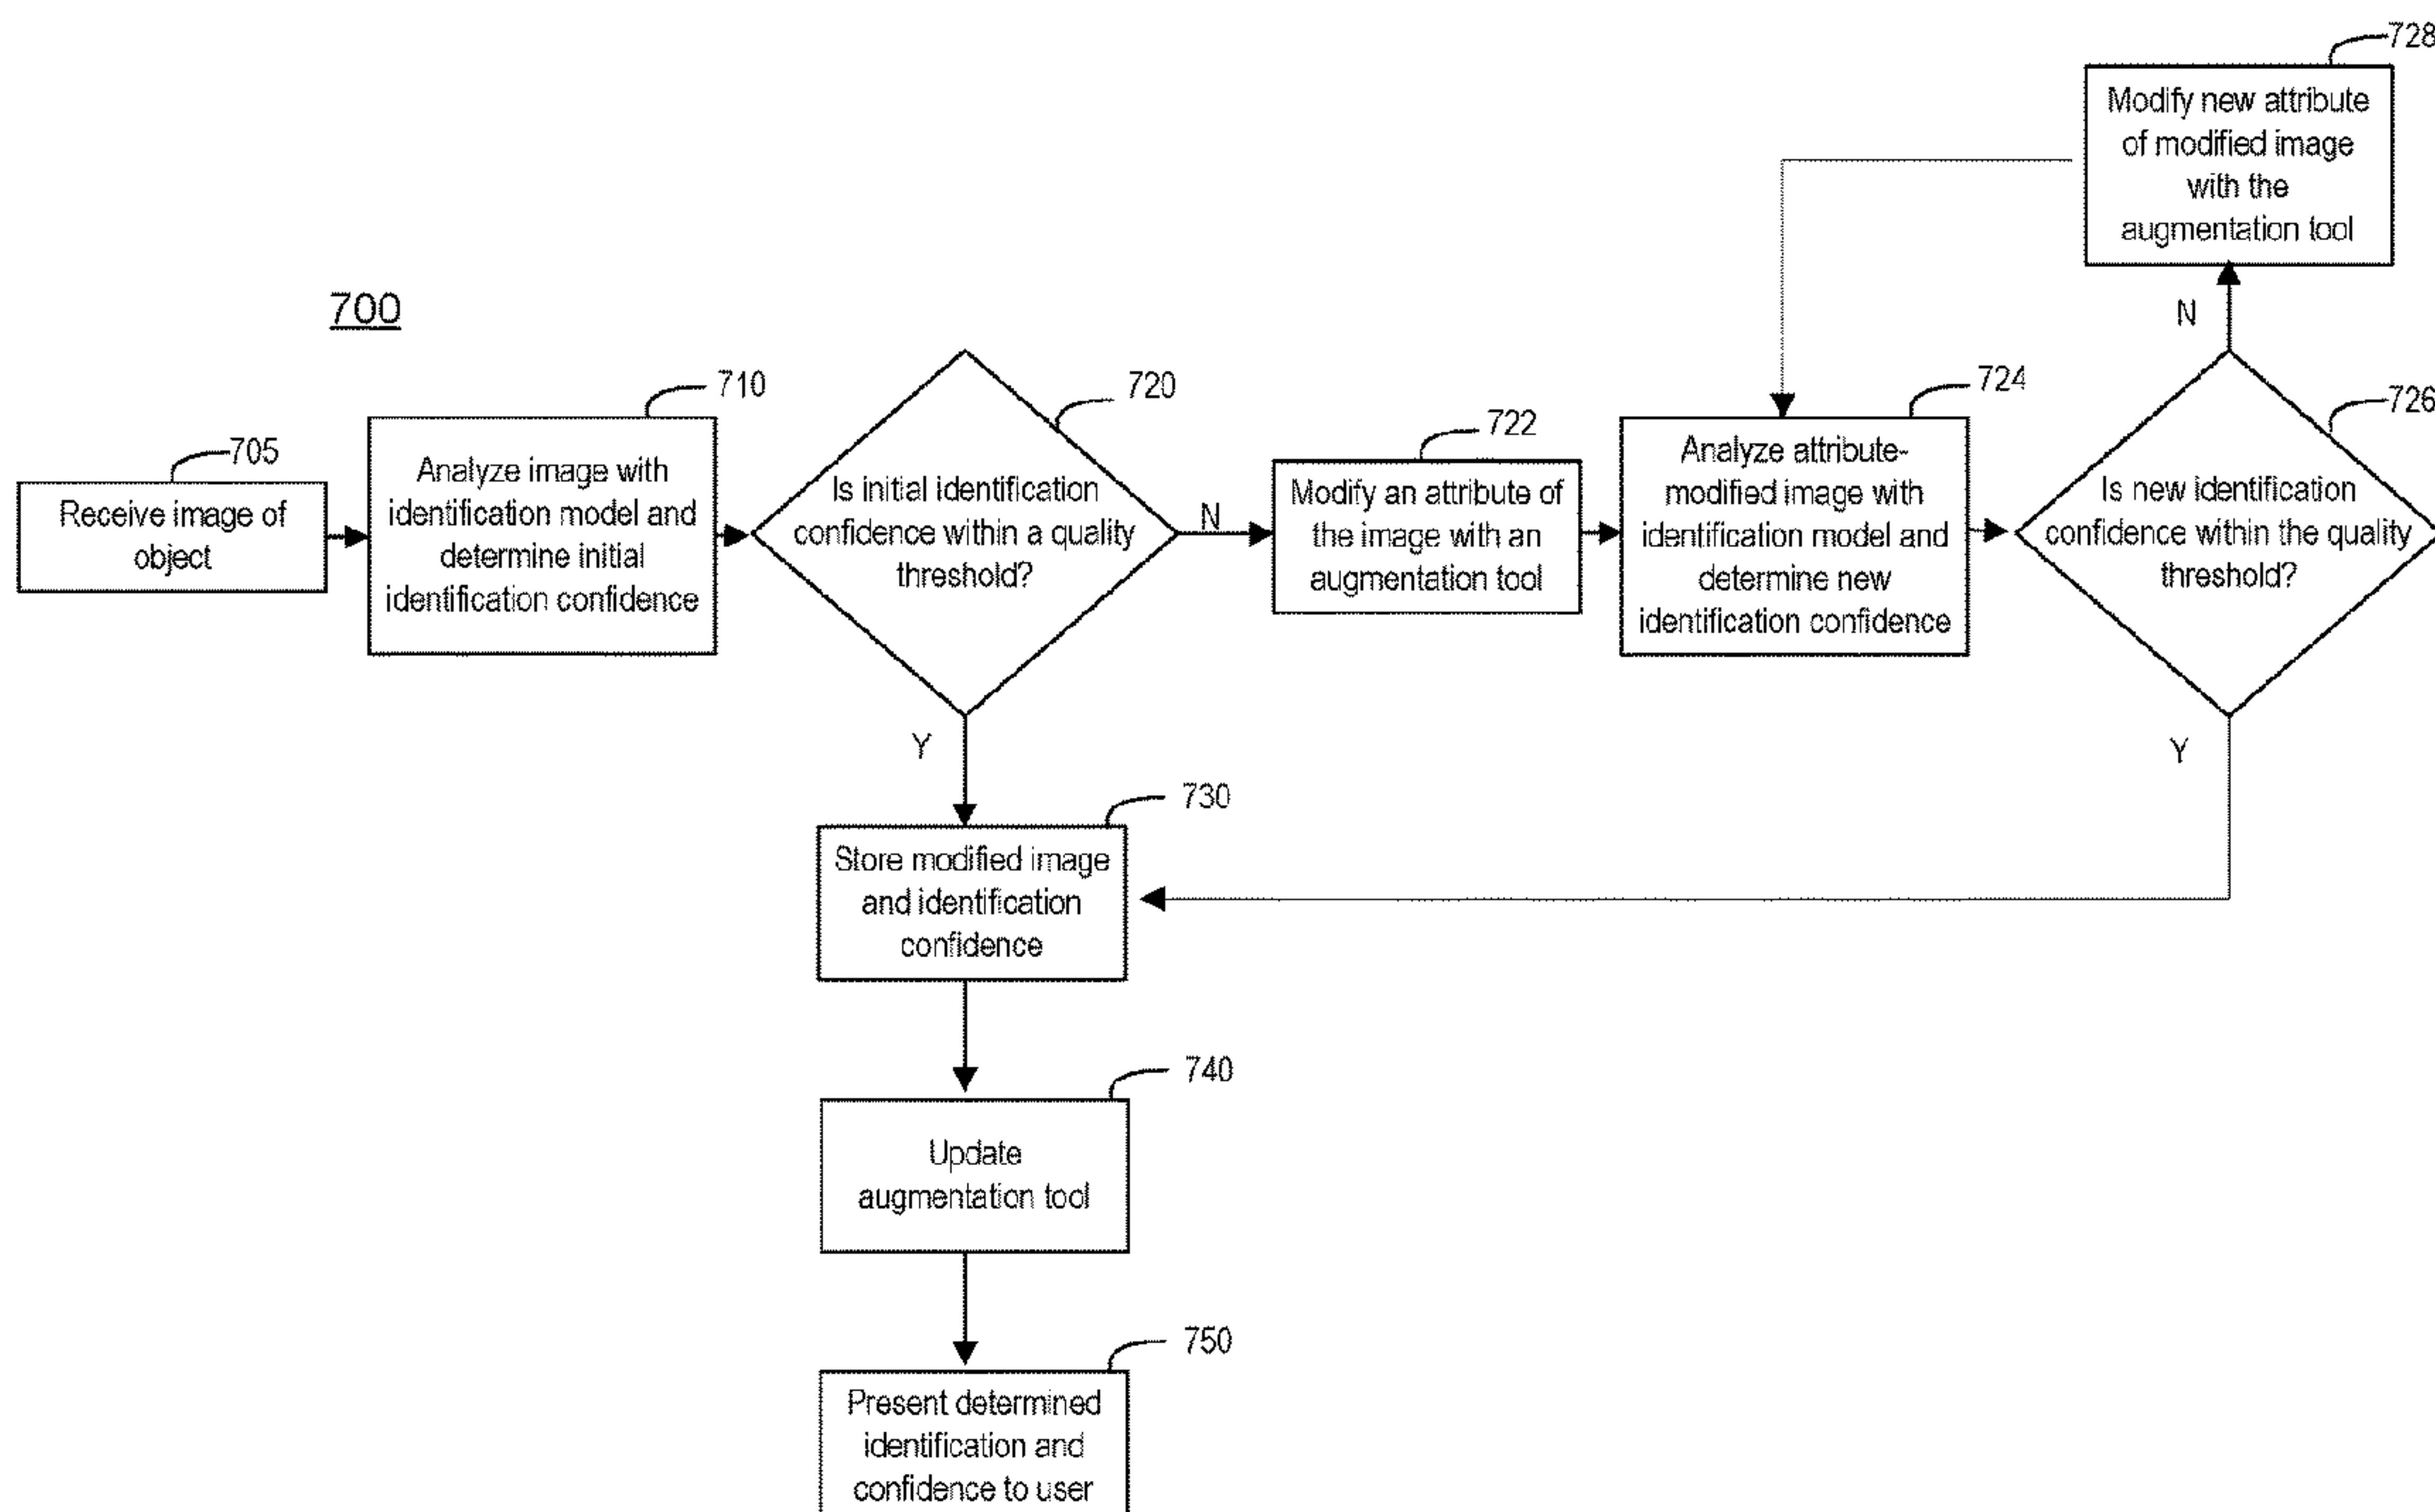 728
Modify new attribute
of modified image
with the
augmentation tool
700
N
710
720
724
726
705
722
Receive image of
object
Analyze image with
identification model and
determine initial
identification confidence
Is initial identification
confidence within a quality
threshold?
N
Modify an attribute of
the image with an
augmentation tool
Analyze attribute-
modified image with
identification model and
determine new
identification confidence
Is new identification
confidence within the quality
threshold?
Y
Y
730
Store modified image
and identification
confidence
740
Update
augmentation tool
750
Present determined
identification and
confidence to user